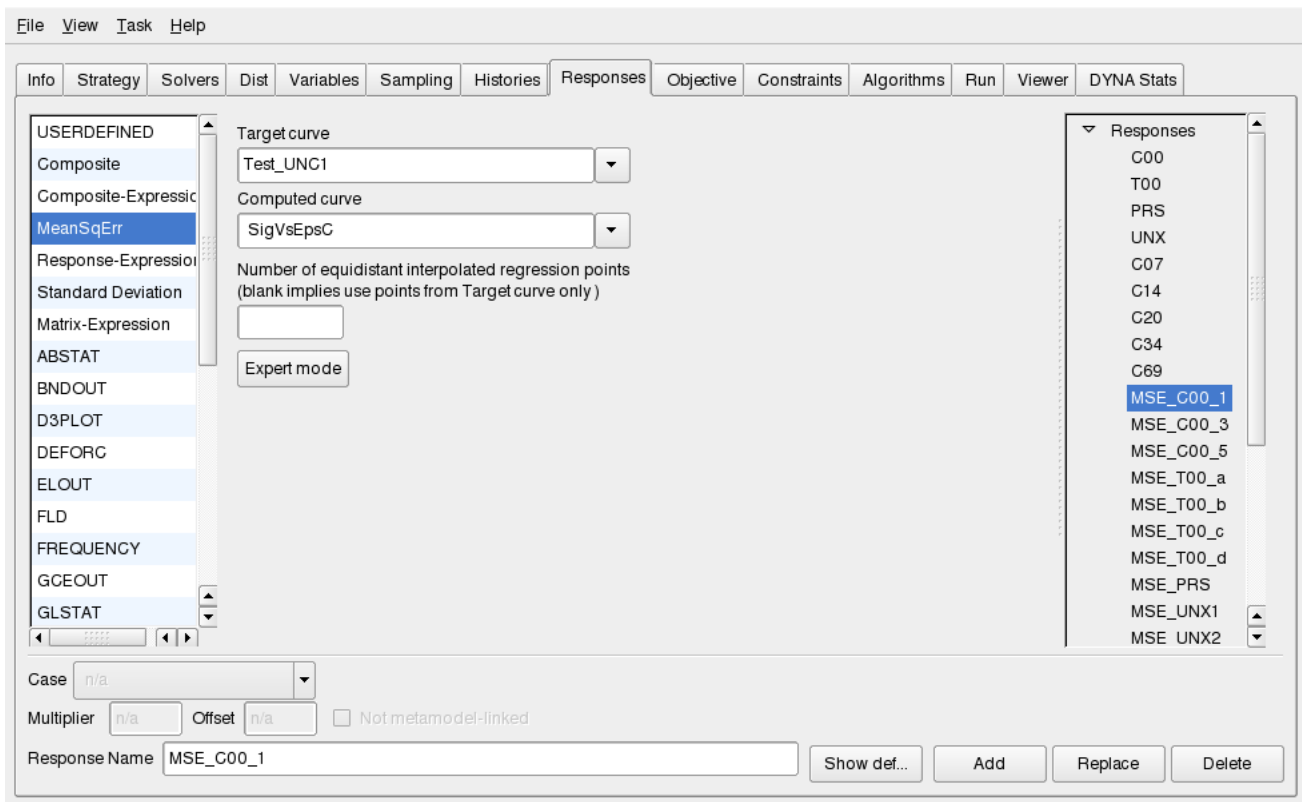 File View Task Help
Info Strategy Solvers Dist Variables Sampling Histories Responses Objective Constraints Algorithms Run Viewer DYNA Stats
USERDEFINED
Composite
Composite-Expressio
MeanSqErr
Response-Expression
Standard Deviation
Matrix-Expression
ABSTAT
BNDOUT
D3PLOT
DEFORC
ELOUT
FLD
FREQUENCY
GCEOUT
GLSTAT
Target curve
Test_UNC1
Computed curve
SigVsEpsC
Number of equidistant interpolated regression points
(blank implies use points from Target curve only )
Expert mode
Responses
C00
T00
PRS
UNX
C07
C14
C20
C34
C69
MSE_C00_1
MSE_C00_3
MSE_C00_5
MSE_T00_a
MSE_T00_b
MSE_T00_c
MSE_T00_d
MSE_PRS
MSE_UNX1
MSE_UNX2
Case n/a
Multiplier n/a Offset n/a Not metamodel-linked
Response Name MSE_C00_1 Show def... Add Replace Delete